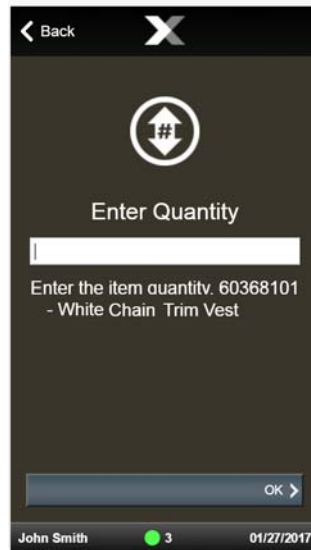 Back
#
Enter Quantity
Enter the item quantity. 60368101
- White Chain Trim Vest
OK
John Smith 3 01/27/2017